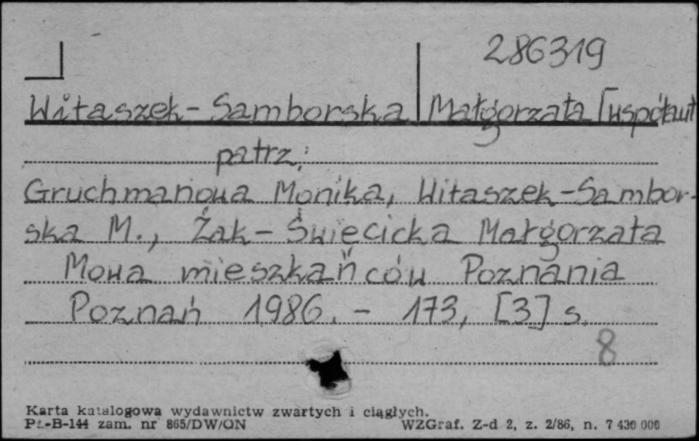 286319
Witaszek-Samborska Małgorzata [współaut
patrz:
Gruchmanowa Monika, Witaszek-Sambor-
ska M., Żak-Święcicka Małgorzata
Mowa mieszkańców Poznania
Poznań 1986. - 173, [3] s.
8
Karta katalogowa wydawnictw zwartych i ciągłych.
Pt-B-144 zam. nr 865/DW/ON WZGraf. Z-d 2, z. 2/86, n. 7 430 000